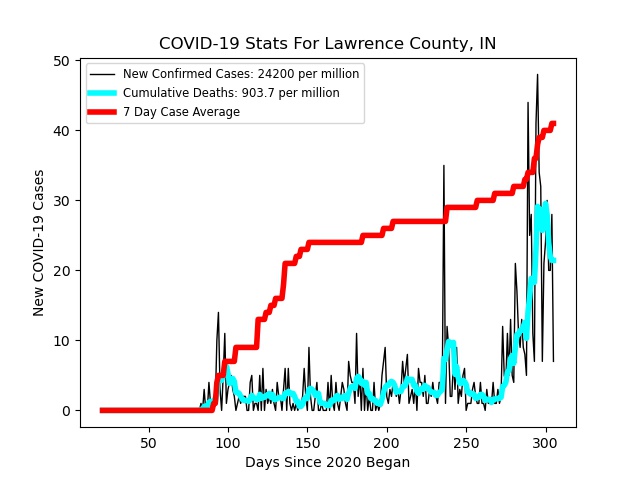 COVID-19 Stats For Lawrence County, IN
New Confirmed Cases: 24200 per million
Cumulative Deaths: 903.7 per million
7 Day Case Average
New COVID-19 Cases
50
40
30
20
10
0
50 100 150 200 250 300
Days Since 2020 Began